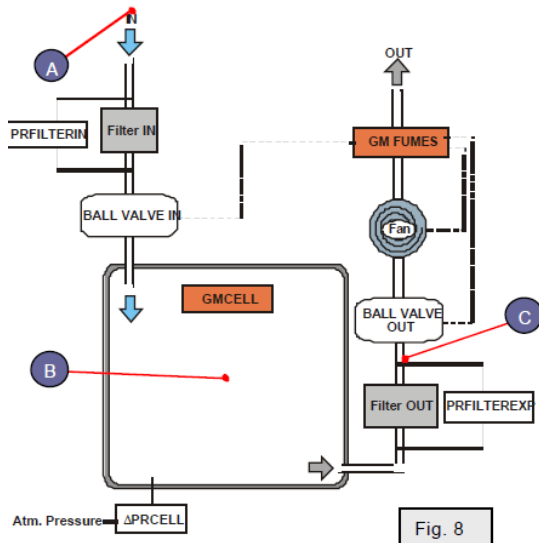 IN
A
OUT
PRFILTERIN
Filter IN
GM FUMES
BALL VALVE IN
Fan
GMCELL
BALL VALVE
OUT
C
B
Filter OUT
PRFILTEREXP
Atm. Pressure
ΔPRCELL
Fig. 8